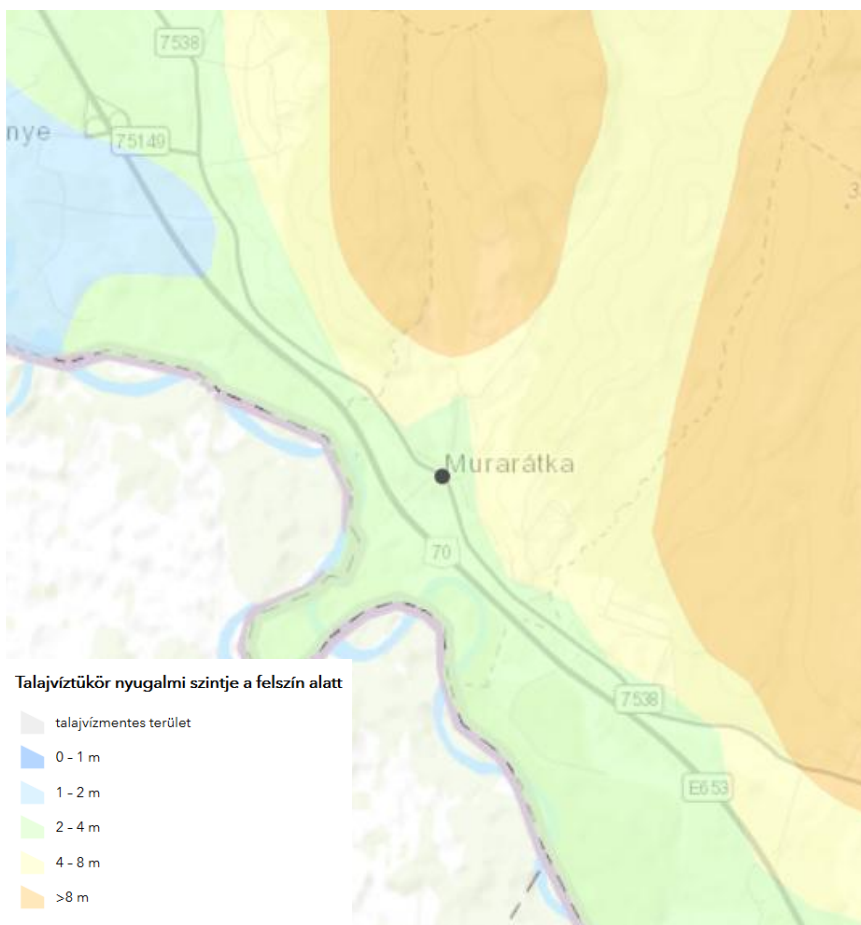 7538
nye
75149
3
Murarátka
70
7538
E653
Talajvíztükör nyugalmi szintje a felszín alatt
talajvízmentes terület
0 - 1 m
1 - 2 m
2 - 4 m
4 - 8 m
>8 m